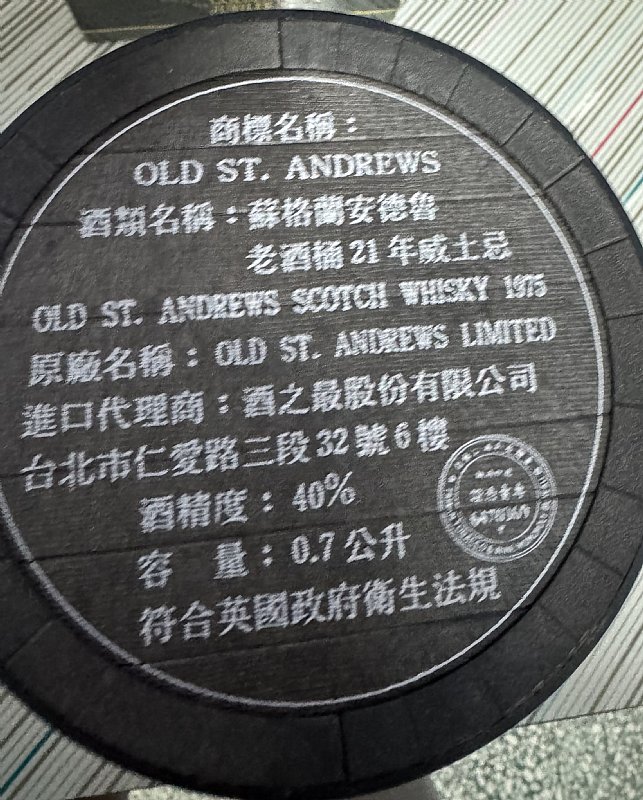 商標名稱：
OLD ST. ANDREWS
酒類名稱：蘇格蘭安德魯
老酒桶21年威士忌
OLD ST. ANDREWS SCOTCH WHISKY 1975
原廠名稱：OLD ST. ANDREWS LIMITED
進口代理商：酒之最股份有限公司
台北市仁愛路三段32號6樓
酒精度：40%
容 量：0.7公升
符合英國政府衛生法規